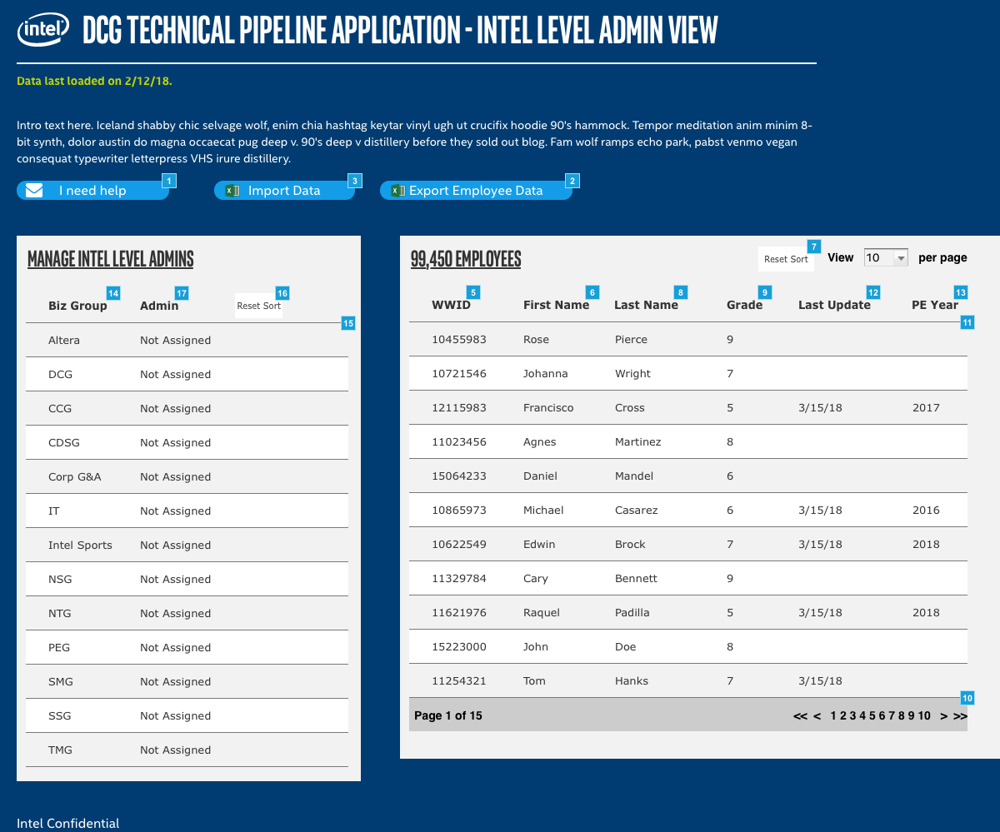 intel DCG TECHNICAL PIPELINE APPLICATION - INTEL LEVEL ADMIN VIEW
Data last loaded on 2/12/18.
Intro text here. Iceland shabby chic selvage wolf, enim chia hashtag keytar vinyl ugh ut crucifix hoodie 90's hammock. Tempor meditation anim minim 8-
bit synth, dolor austin do magna occaecat pug deep v. 90's deep v distillery before they sold out blog. Fam wolf ramps echo park, pabst venmo vegan
consequat typewriter letterpress VHS irure distillery.
1 3 2
I need help Import Data Export Employee Data
MANAGE INTEL LEVEL ADMINS
14 17 16
Biz Group Admin Reset Sort
15
Altera Not Assigned
DCG Not Assigned
CCG Not Assigned
CDSG Not Assigned
Corp G&A Not Assigned
IT Not Assigned
Intel Sports Not Assigned
NSG Not Assigned
NTG Not Assigned
PEG Not Assigned
SMG Not Assigned
SSG Not Assigned
TMG Not Assigned
7
99,450 EMPLOYEES Reset Sort View 10 per page
5 6 8 9 12 13
WWID First Name Last Name Grade Last Update PE Year
11
10455983 Rose Pierce 9
10721546 Johanna Wright 7
12115983 Francisco Cross 5 3/15/18 2017
11023456 Agnes Martinez 8
15064233 Daniel Mandel 6
10865973 Michael Casarez 6 3/15/18 2016
10622549 Edwin Brock 7 3/15/18 2018
11329784 Cary Bennett 9
11621976 Raquel Padilla 5 3/15/18 2018
15223000 John Doe 8
11254321 Tom Hanks 7 3/15/18
10
Page 1 of 15 << < 1 2 3 4 5 6 7 8 9 10 > >>
Intel Confidential